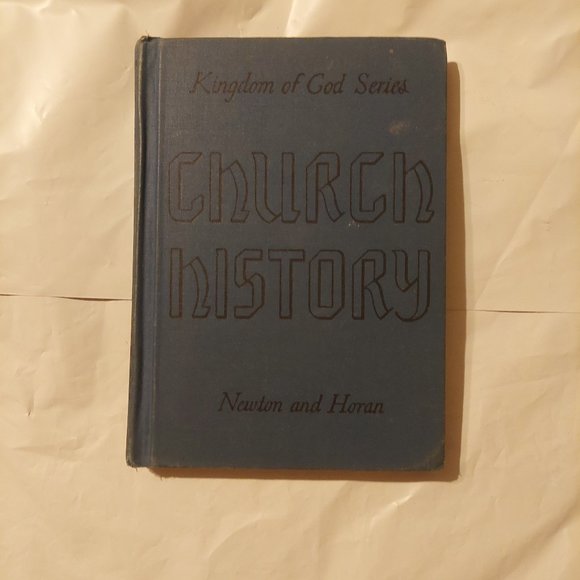 Kingdom of God Series
CHURCH
HISTORY
Newton and Horan